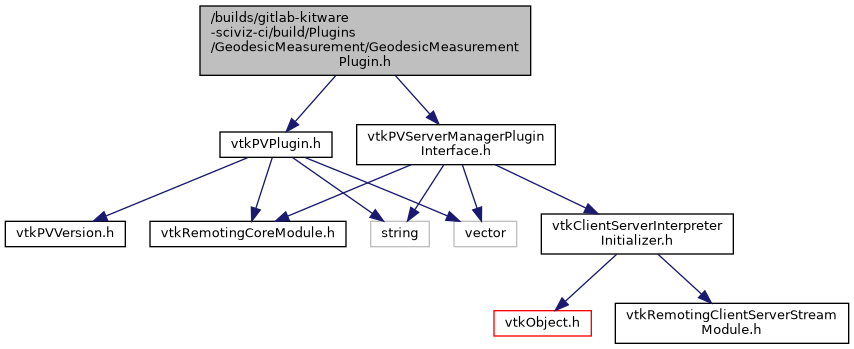 /builds/gitlab-kitware
-sciviz-ci/build/Plugins
/GeodesicMeasurement/GeodesicMeasurement
Plugin.h
vtkPVPlugin.h
vtkPVServerManagerPlugin
Interface.h
vtkPVVersion.h
vtkRemotingCoreModule.h
string
vector
vtkClientServerInterpreter
Initializer.h
vtkObject.h
vtkRemotingClientServerStream
Module.h